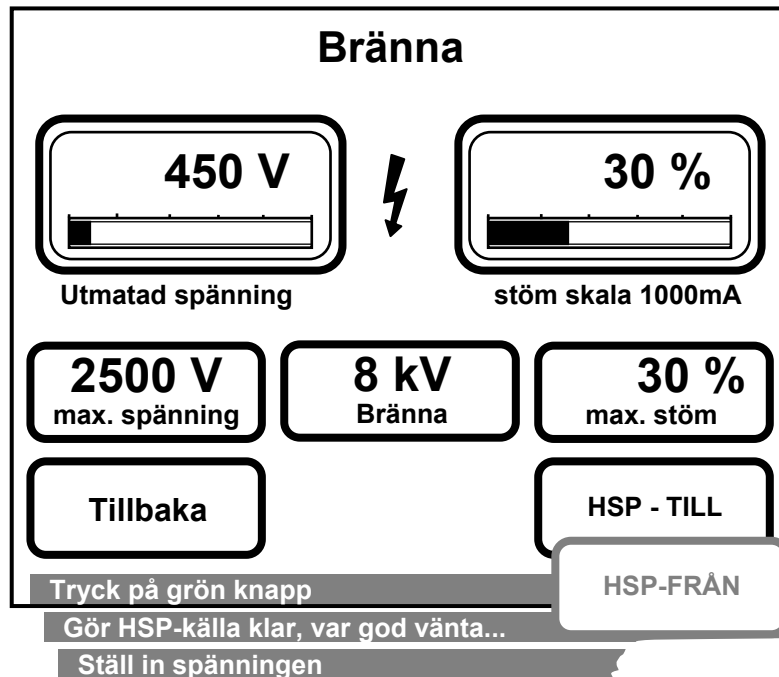 Bränna
450 V
30 %
Utmatad spänning
stöm skala 1000mA
2500 V
max. spänning
8 kV
Bränna
30 %
max. stöm
Tillbaka
HSP - TILL
HSP-FRÅN
Tryck på grön knapp
Gör HSP-källa klar, var god vänta...
Ställ in spänningen